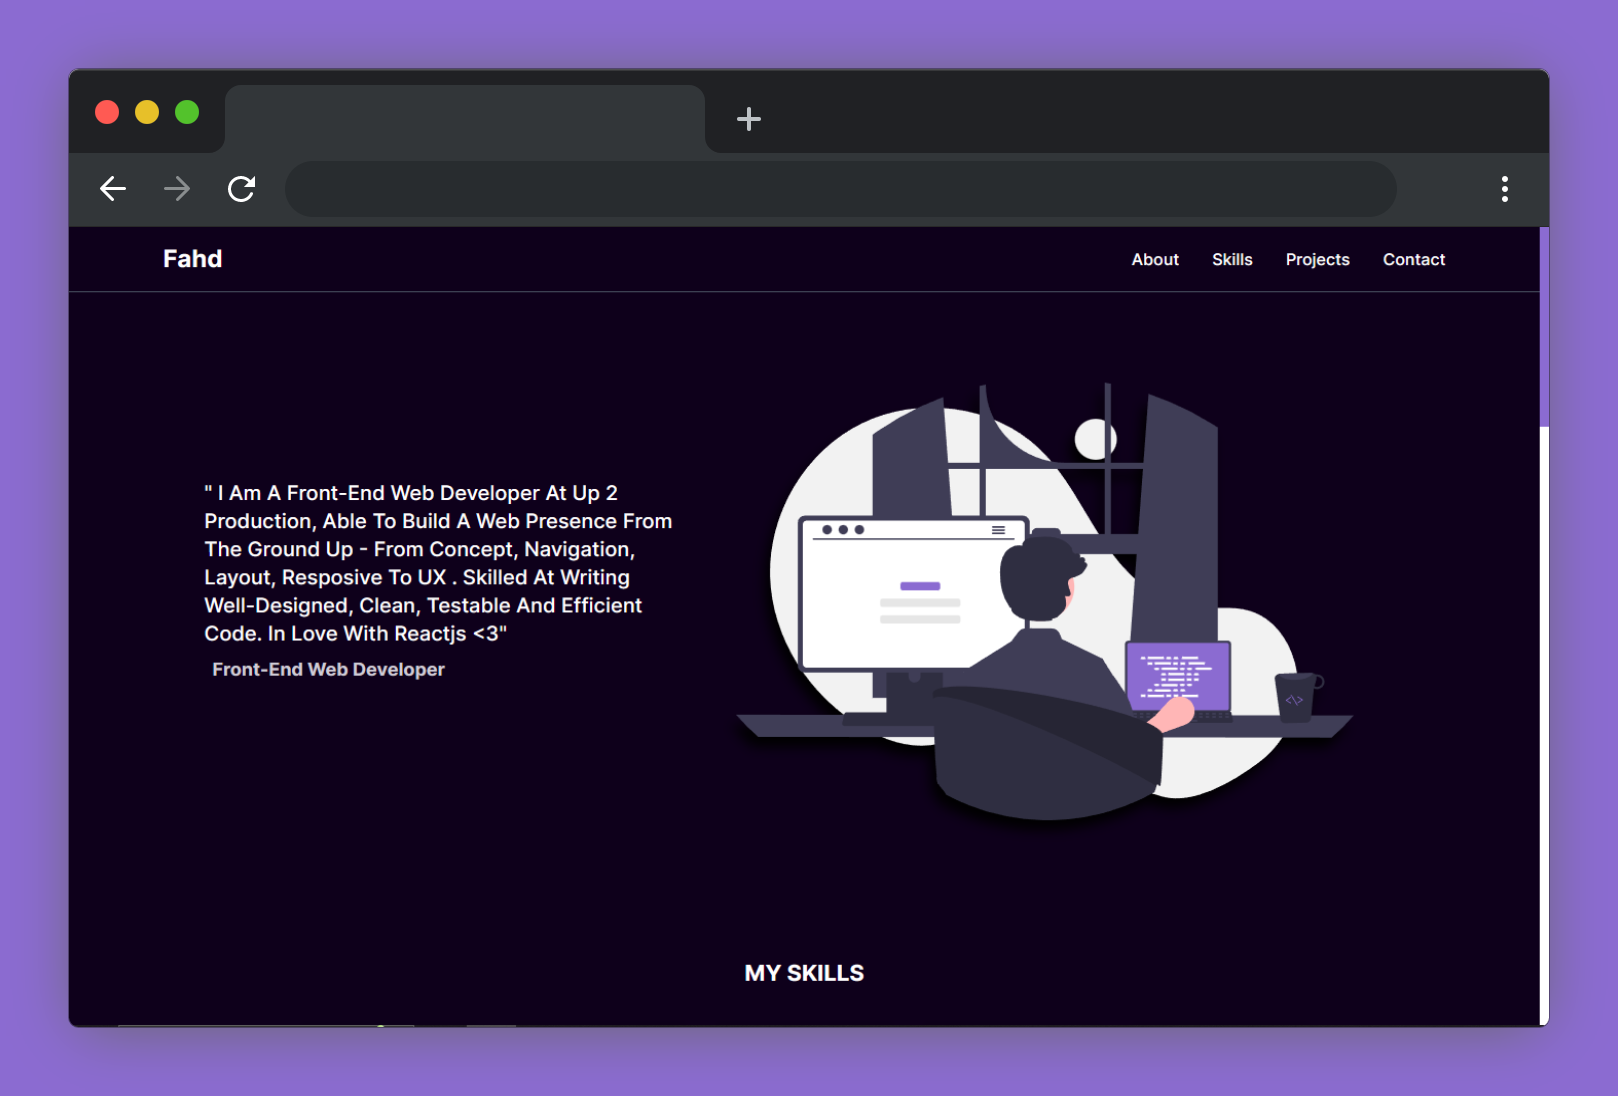 Fahd
About Skills Projects Contact
" I Am A Front-End Web Developer At Up 2
Production, Able To Build A Web Presence From
The Ground Up - From Concept, Navigation,
Layout, Resposive To UX . Skilled At Writing
Well-Designed, Clean, Testable And Efficient
Code. In Love With Reactjs <3"
Front-End Web Developer
<\>
MY SKILLS